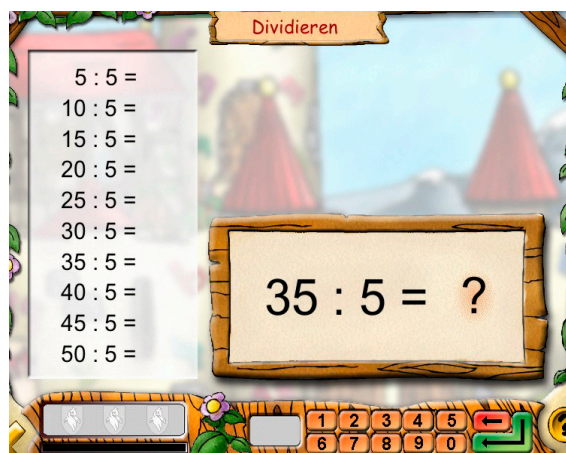 Dividieren
5 : 5 =
10 : 5 =
15 : 5 =
20 : 5 =
25 : 5 =
30 : 5 =
35 : 5 =
40 : 5 =
45 : 5 =
50 : 5 =
35 : 5 = ?
1 2 3 4 5
6 7 8 9 0
?